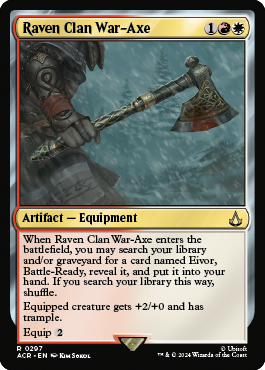 Raven Clan War-Axe 1
Artifact — Equipment
When Raven Clan War-Axe enters the
battlefield, you may search your library
and/or graveyard for a card named Eivor,
Battle-Ready, reveal it, and put it into your
hand. If you search your library this way,
shuffle.
Equipped creature gets +2/+0 and has
trample.
Equip 2
R 0297
ACR • EN Kim Sokol
© Ubisoft
™ & © 2024 Wizards of the Coast